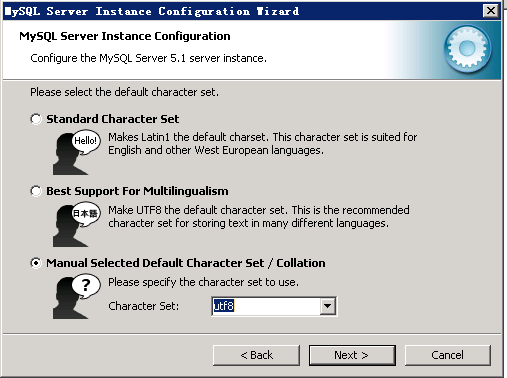 MySQL Server Instance Configuration Wizard
MySQL Server Instance Configuration
Configure the MySQL Server 5.1 server instance.
Please select the default character set.
Standard Character Set
Hello!
Makes Latin1 the default charset. This character set is suited for
English and other West European languages.
Best Support For Multilingualism
日本語
Make UTF8 the default character set. This is the recommended
character set for storing text in many different languages.
Manual Selected Default Character Set / Collation
?
Please specify the character set to use.
Character Set: utf8
< Back Next > Cancel